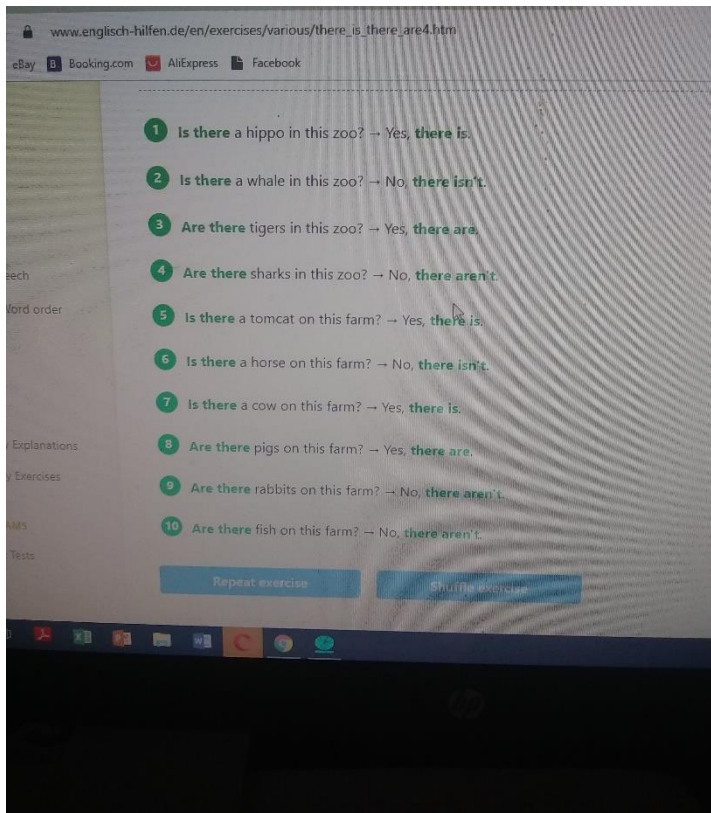 www.englisch-hilfen.de/en/exercises/various/there_is_there_are4.htm
eBay B Booking.com AliExpress Facebook
1 Is there a hippo in this zoo? → Yes, there is.
2 Is there a whale in this zoo? → No, there isn't.
3 Are there tigers in this zoo? → Yes, there are.
eech
4 Are there sharks in this zoo? → No, there aren't.
Word order
5 Is there a tomcat on this farm? → Yes, there is.
6 Is there a horse on this farm? → No, there isn't.
7 Is there a cow on this farm? → Yes, there is.
Explanations
8 Are there pigs on this farm? → Yes, there are.
y Exercises
9 Are there rabbits on this farm? → No, there aren't.
AMS
10 Are there fish on this farm? → No, there aren't.
Tests
Repeat exercise Shuffle exercise
hp